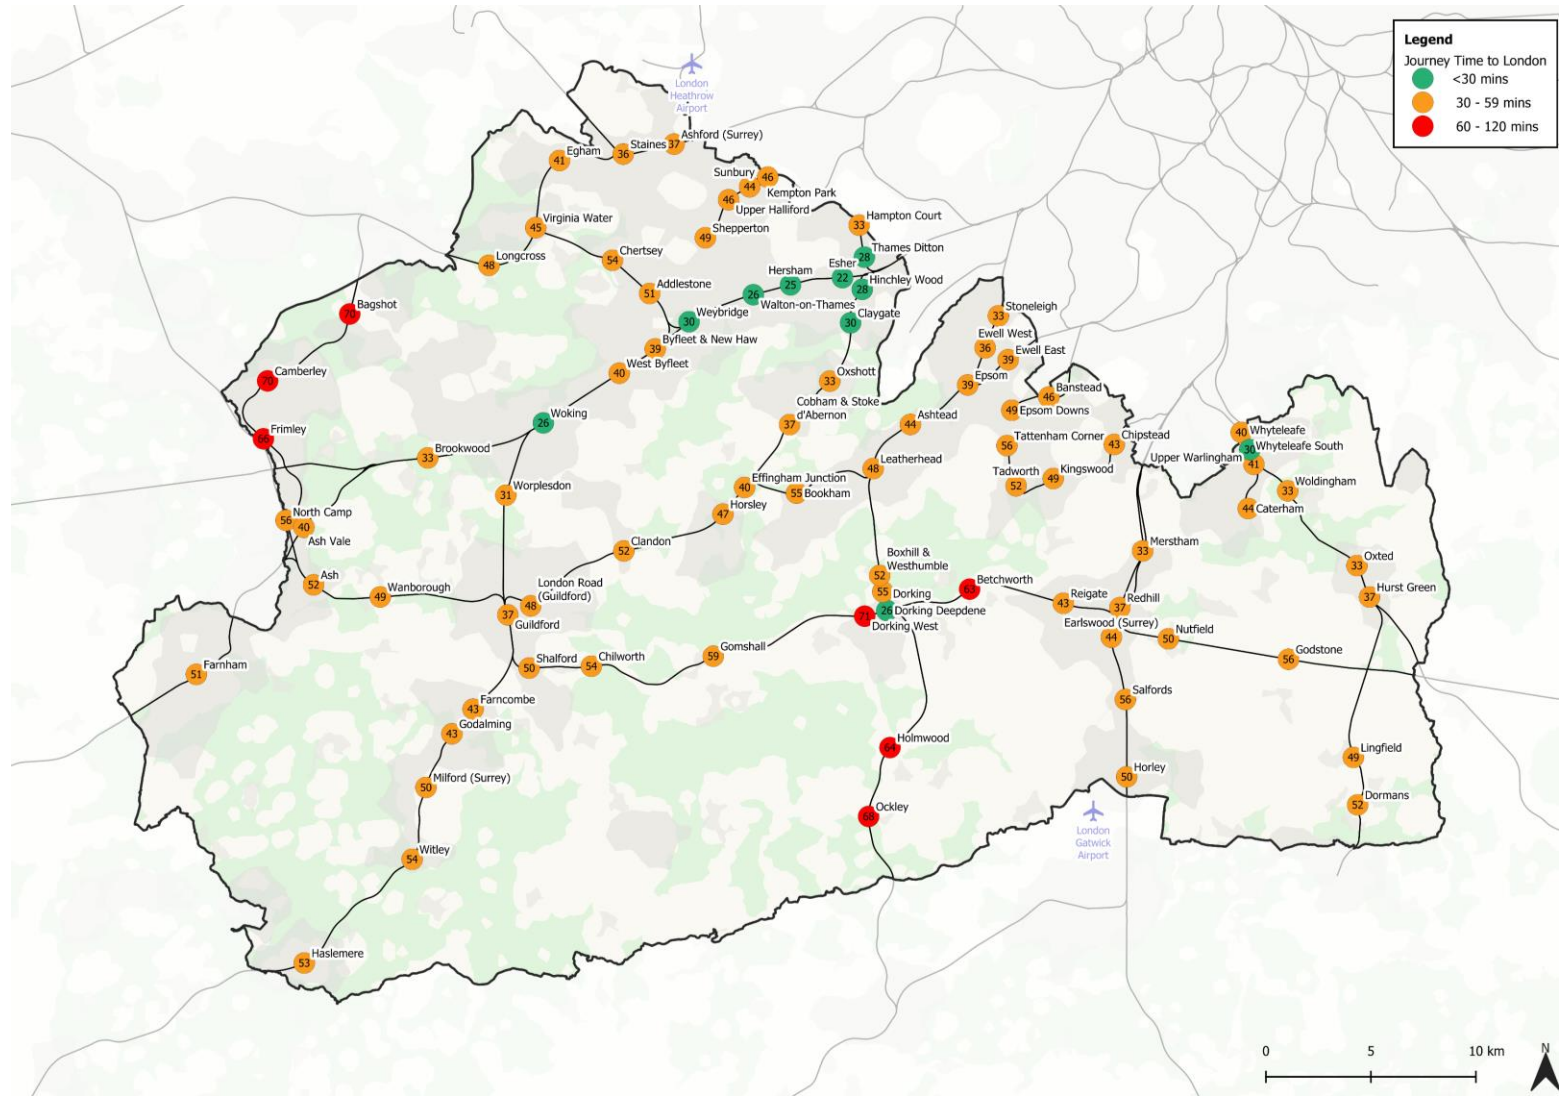 Legend
Journey Time to London
<30 mins
30 - 59 mins
60 - 120 mins
London
Heathrow
Airport
37
Ashford (Surrey)
36
Staines
41
Egham
Sunbury
46
44
Kempton Park
46
Upper Halliford
49
Shepperton
33
Hampton Court
45
Virginia Water
28
Thames Ditton
48
Longcross
54
Chertsey
Esher
22
Hersham
25
28
Hinchley Wood
26
Walton-on-Thames
51
Addlestone
30
Weybridge
30
Claygate
70
Bagshot
33
Stoneleigh
39
Byfleet & New Haw
36
Ewell West
39
Ewell East
40
West Byfleet
33
Oxshott
70
Camberley
39
Epsom
46
Banstead
49
Epsom Downs
Cobham & Stoke
d'Abernon
37
26
Woking
44
Ashtead
66
Frimley
56
Tattenham Corner
43
Chipstead
40
Whyteleafe
30
Whyteleafe South
Upper Warlingham
41
33
Brookwood
48
Leatherhead
Tadworth
52
49
Kingswood
33
Woldingham
31
Worplesdon
40
Effingham Junction
55
Bookham
44
Caterham
47
Horsley
56
North Camp
40
Ash Vale
52
Clandon
33
Merstham
33
Oxted
Boxhill &
Westhumble
52
55
Dorking
63
Betchworth
52
Ash
49
Wanborough
London Road
(Guildford)
48
37
Guildford
26
Dorking Deepdene
71
Dorking West
43
Reigate
37
Redhill
37
Hurst Green
Earlswood (Surrey)
44
50
Nutfield
56
Godstone
50
Shalford
54
Chilworth
59
Gomshall
51
Farnham
43
Farncombe
43
Godalming
56
Salfords
64
Holmwood
49
Lingfield
50
Milford (Surrey)
50
Horley
52
Dormans
68
Ockley
London
Gatwick
Airport
54
Witley
53
Haslemere
0
5
10 km
N